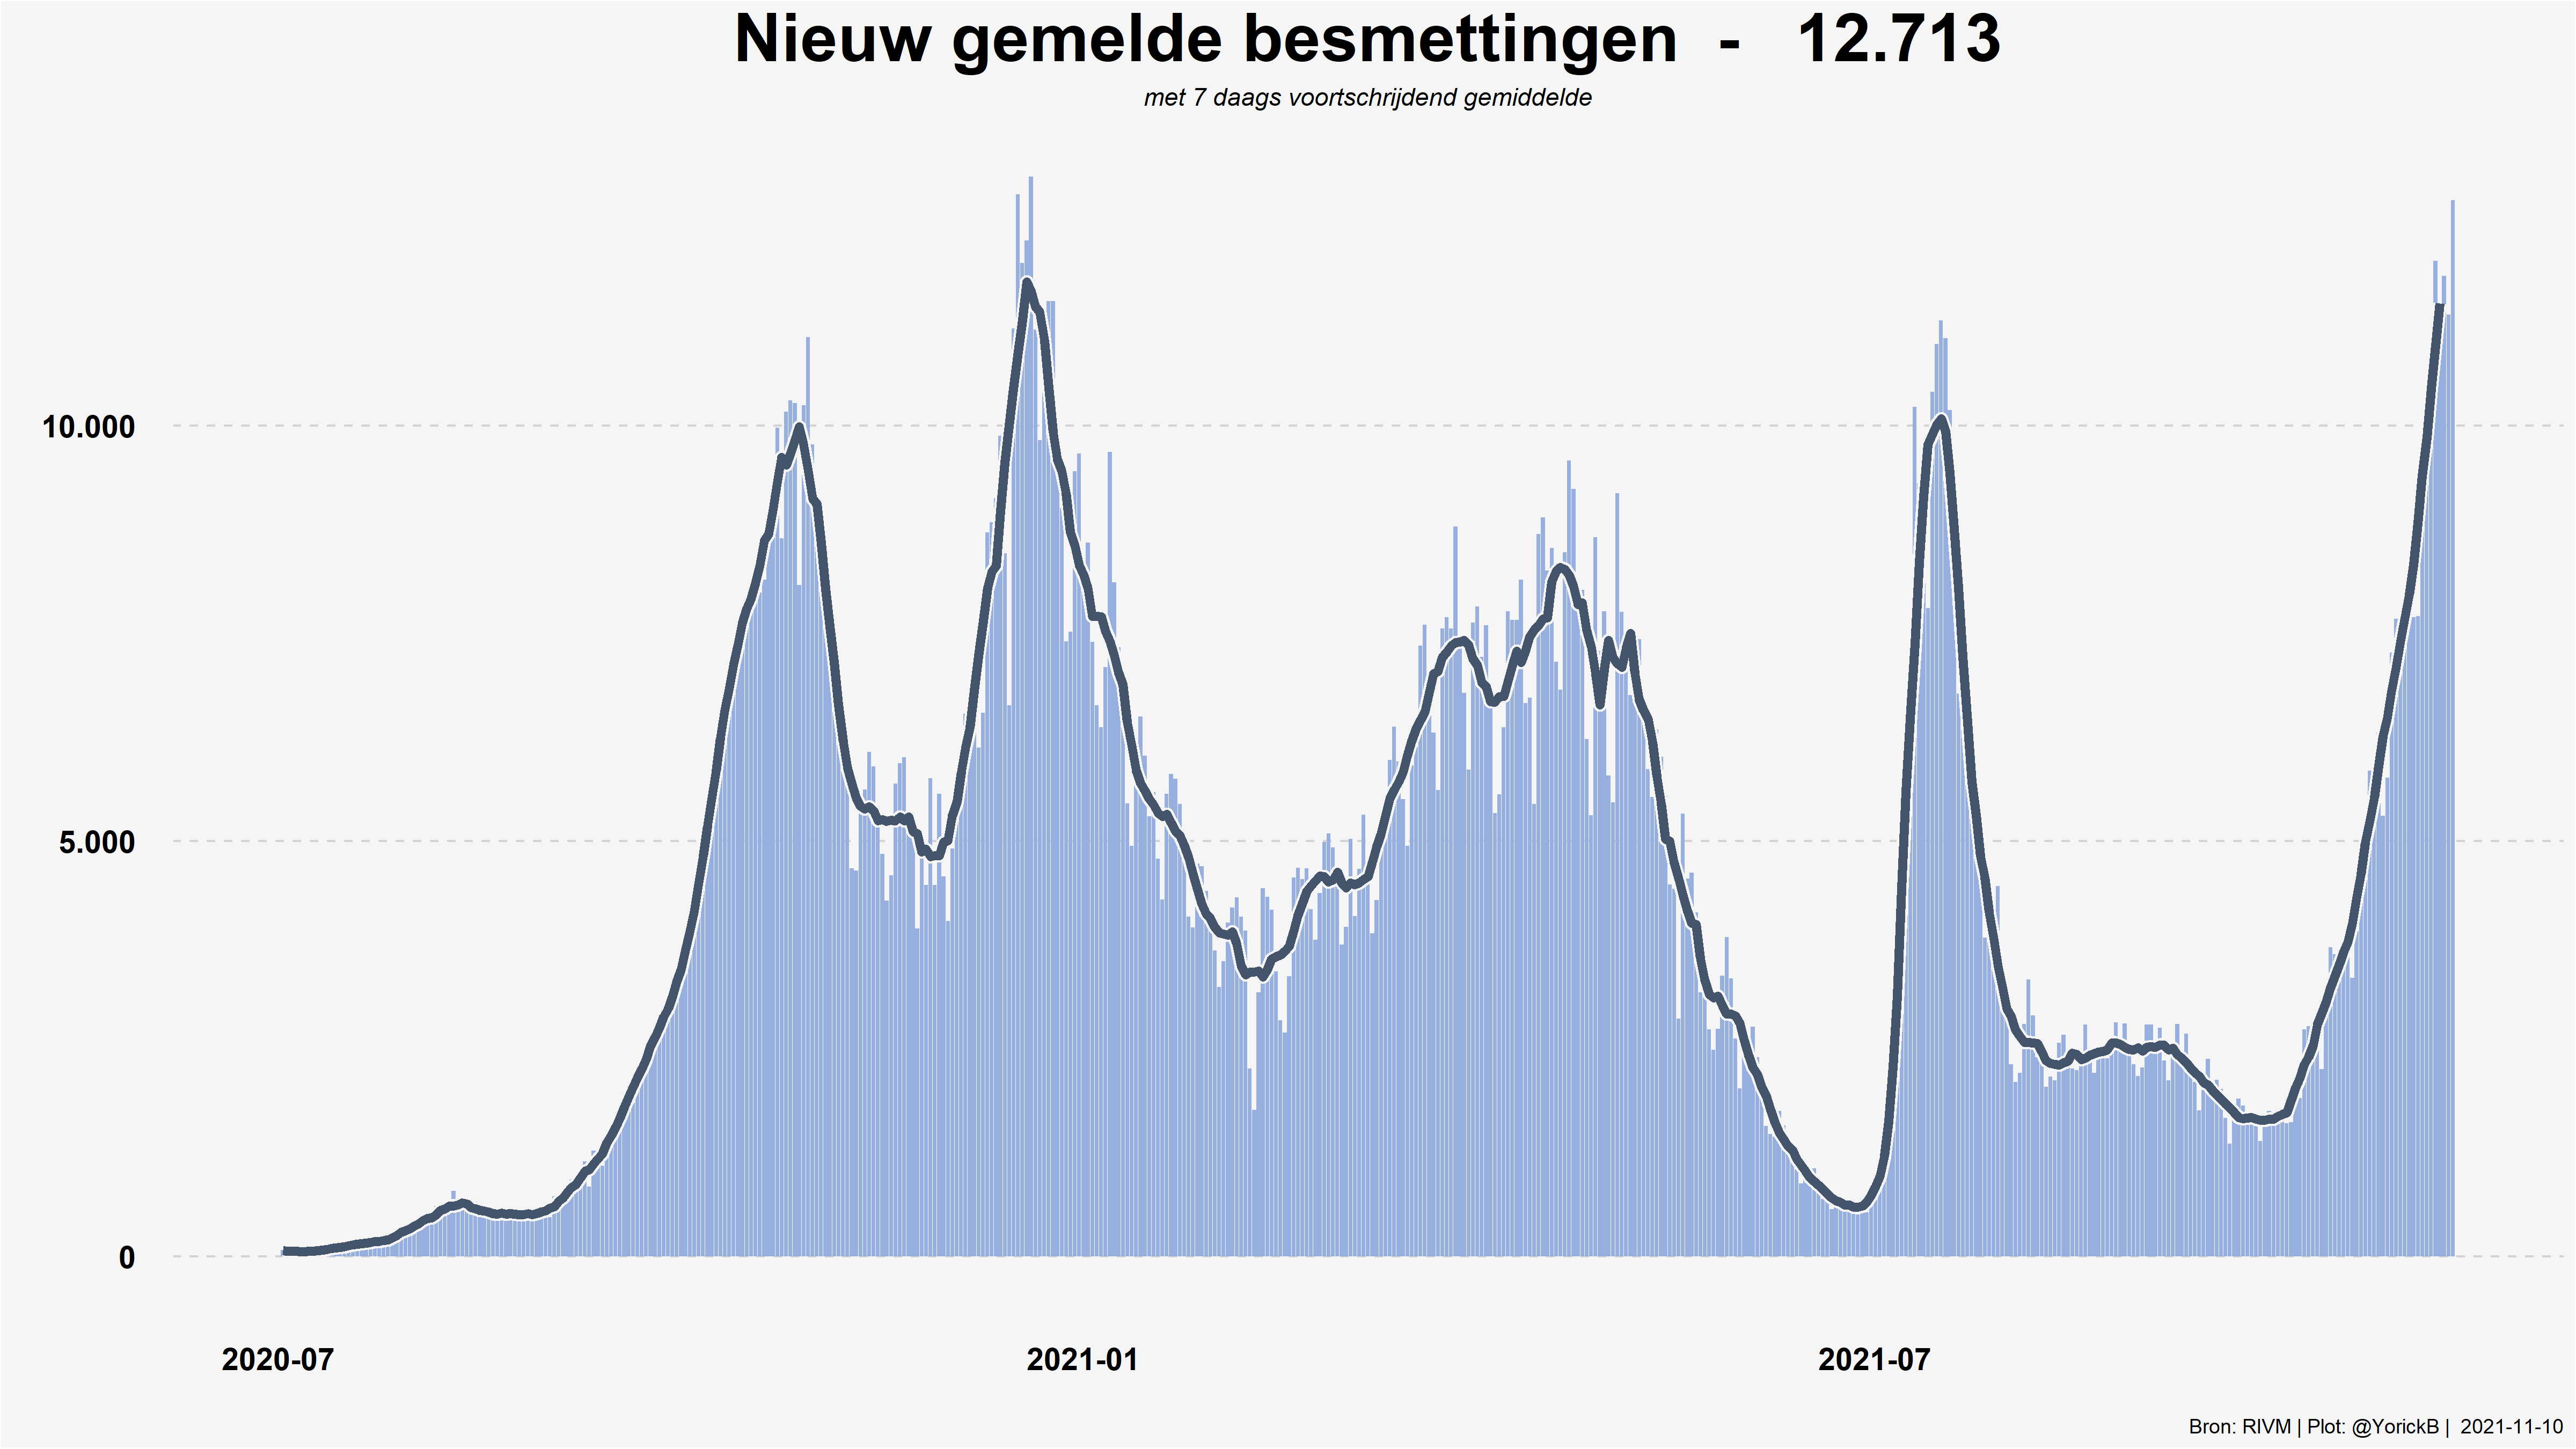 Nieuw gemelde besmettingen - 12.713
met 7 daags voortschrijdend gemiddelde
10.000
5.000
0
2020-07 2021-01 2021-07
Bron: RIVM | Plot: @YorickB | 2021-11-10